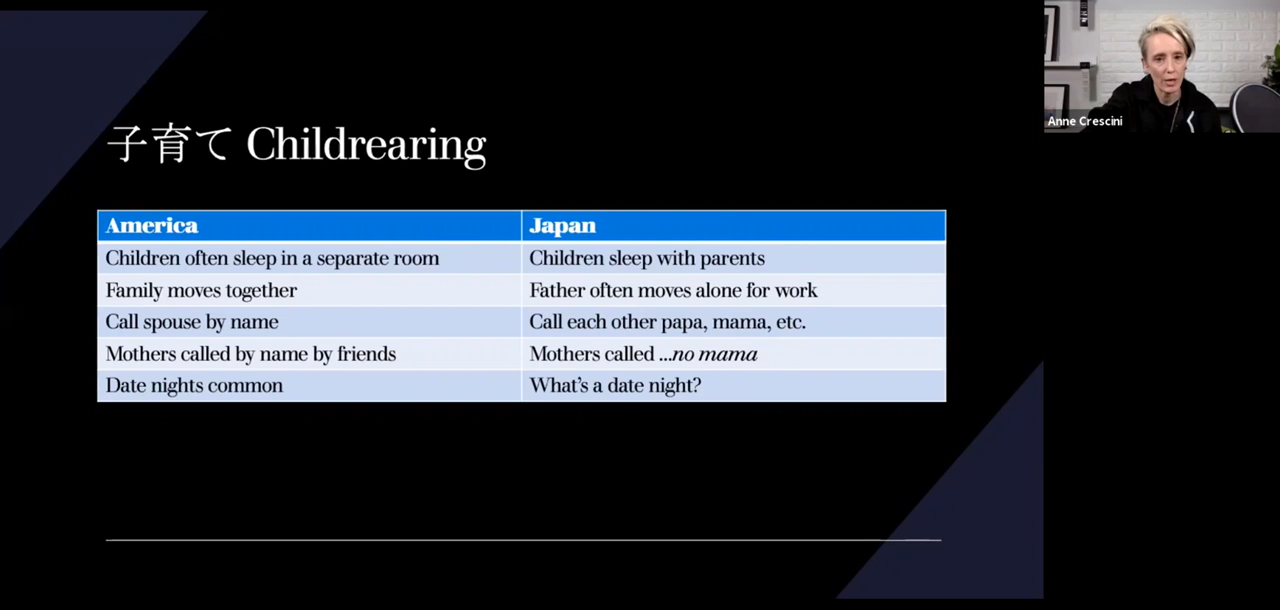 子育て Childrearing
America Japan
Children often sleep in a separate room Children sleep with parents
Family moves together Father often moves alone for work
Call spouse by name Call each other papa, mama, etc.
Mothers called by name by friends Mothers called ...no mama
Date nights common What's a date night?
Anne Crescini